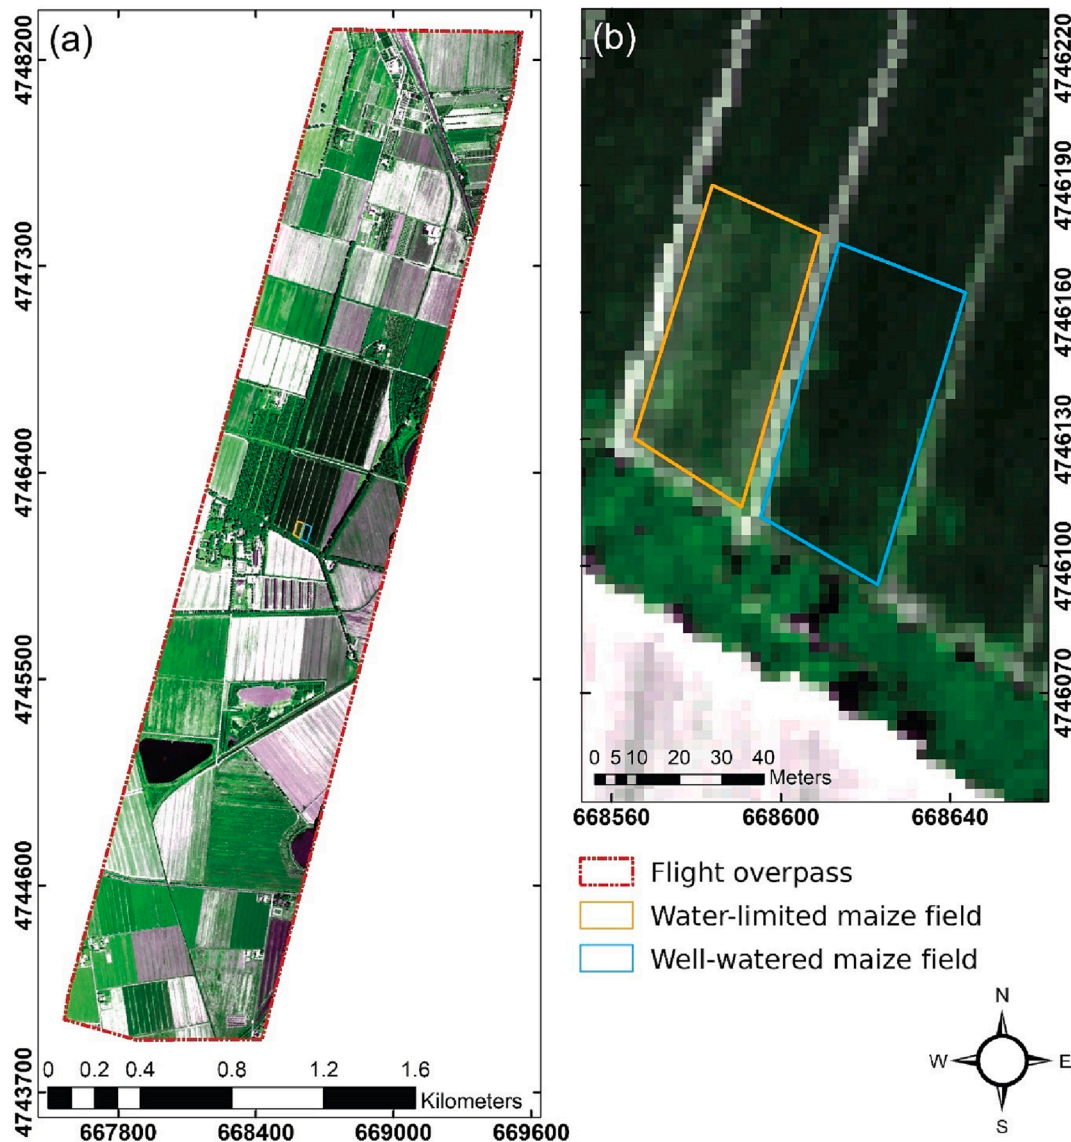 (a)
4748200
4747300
4746400
4745500
4744600
4743700
0 0.2 0.4 0.8 1.2 1.6
Kilometers
667800 668400 669000 669600
(b)
4746220
4746190
4746160
4746130
4746100
4746070
0 5 10 20 30 40
Meters
668560 668600 668640
Flight overpass
Water-limited maize field
Well-watered maize field
N
W E
S